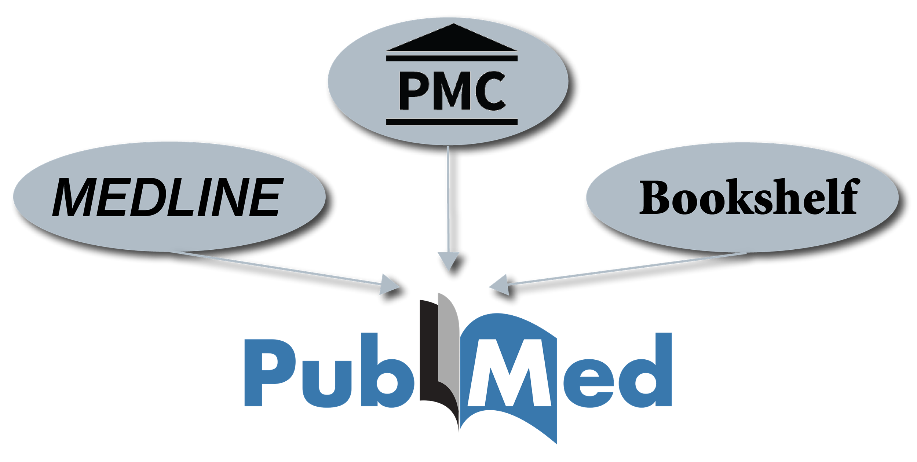 PMC
MEDLINE
Bookshelf
PubMed